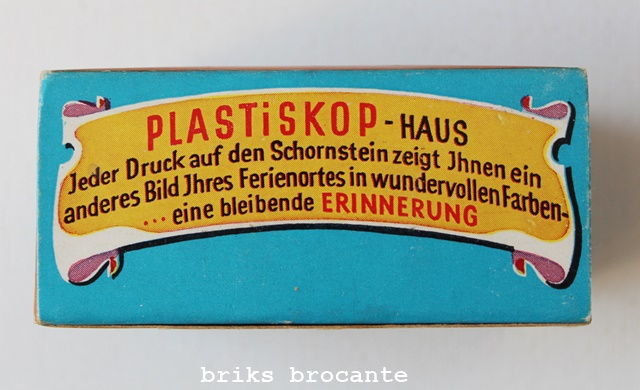 PLASTiSKOP-HAUS
Jeder Druck auf den Schornstein zeigt Jhnen ein
anderes Bild Jhres Ferienortes in wundervollen Farben-
... eine bleibende ERINNERUNG
briks brocante